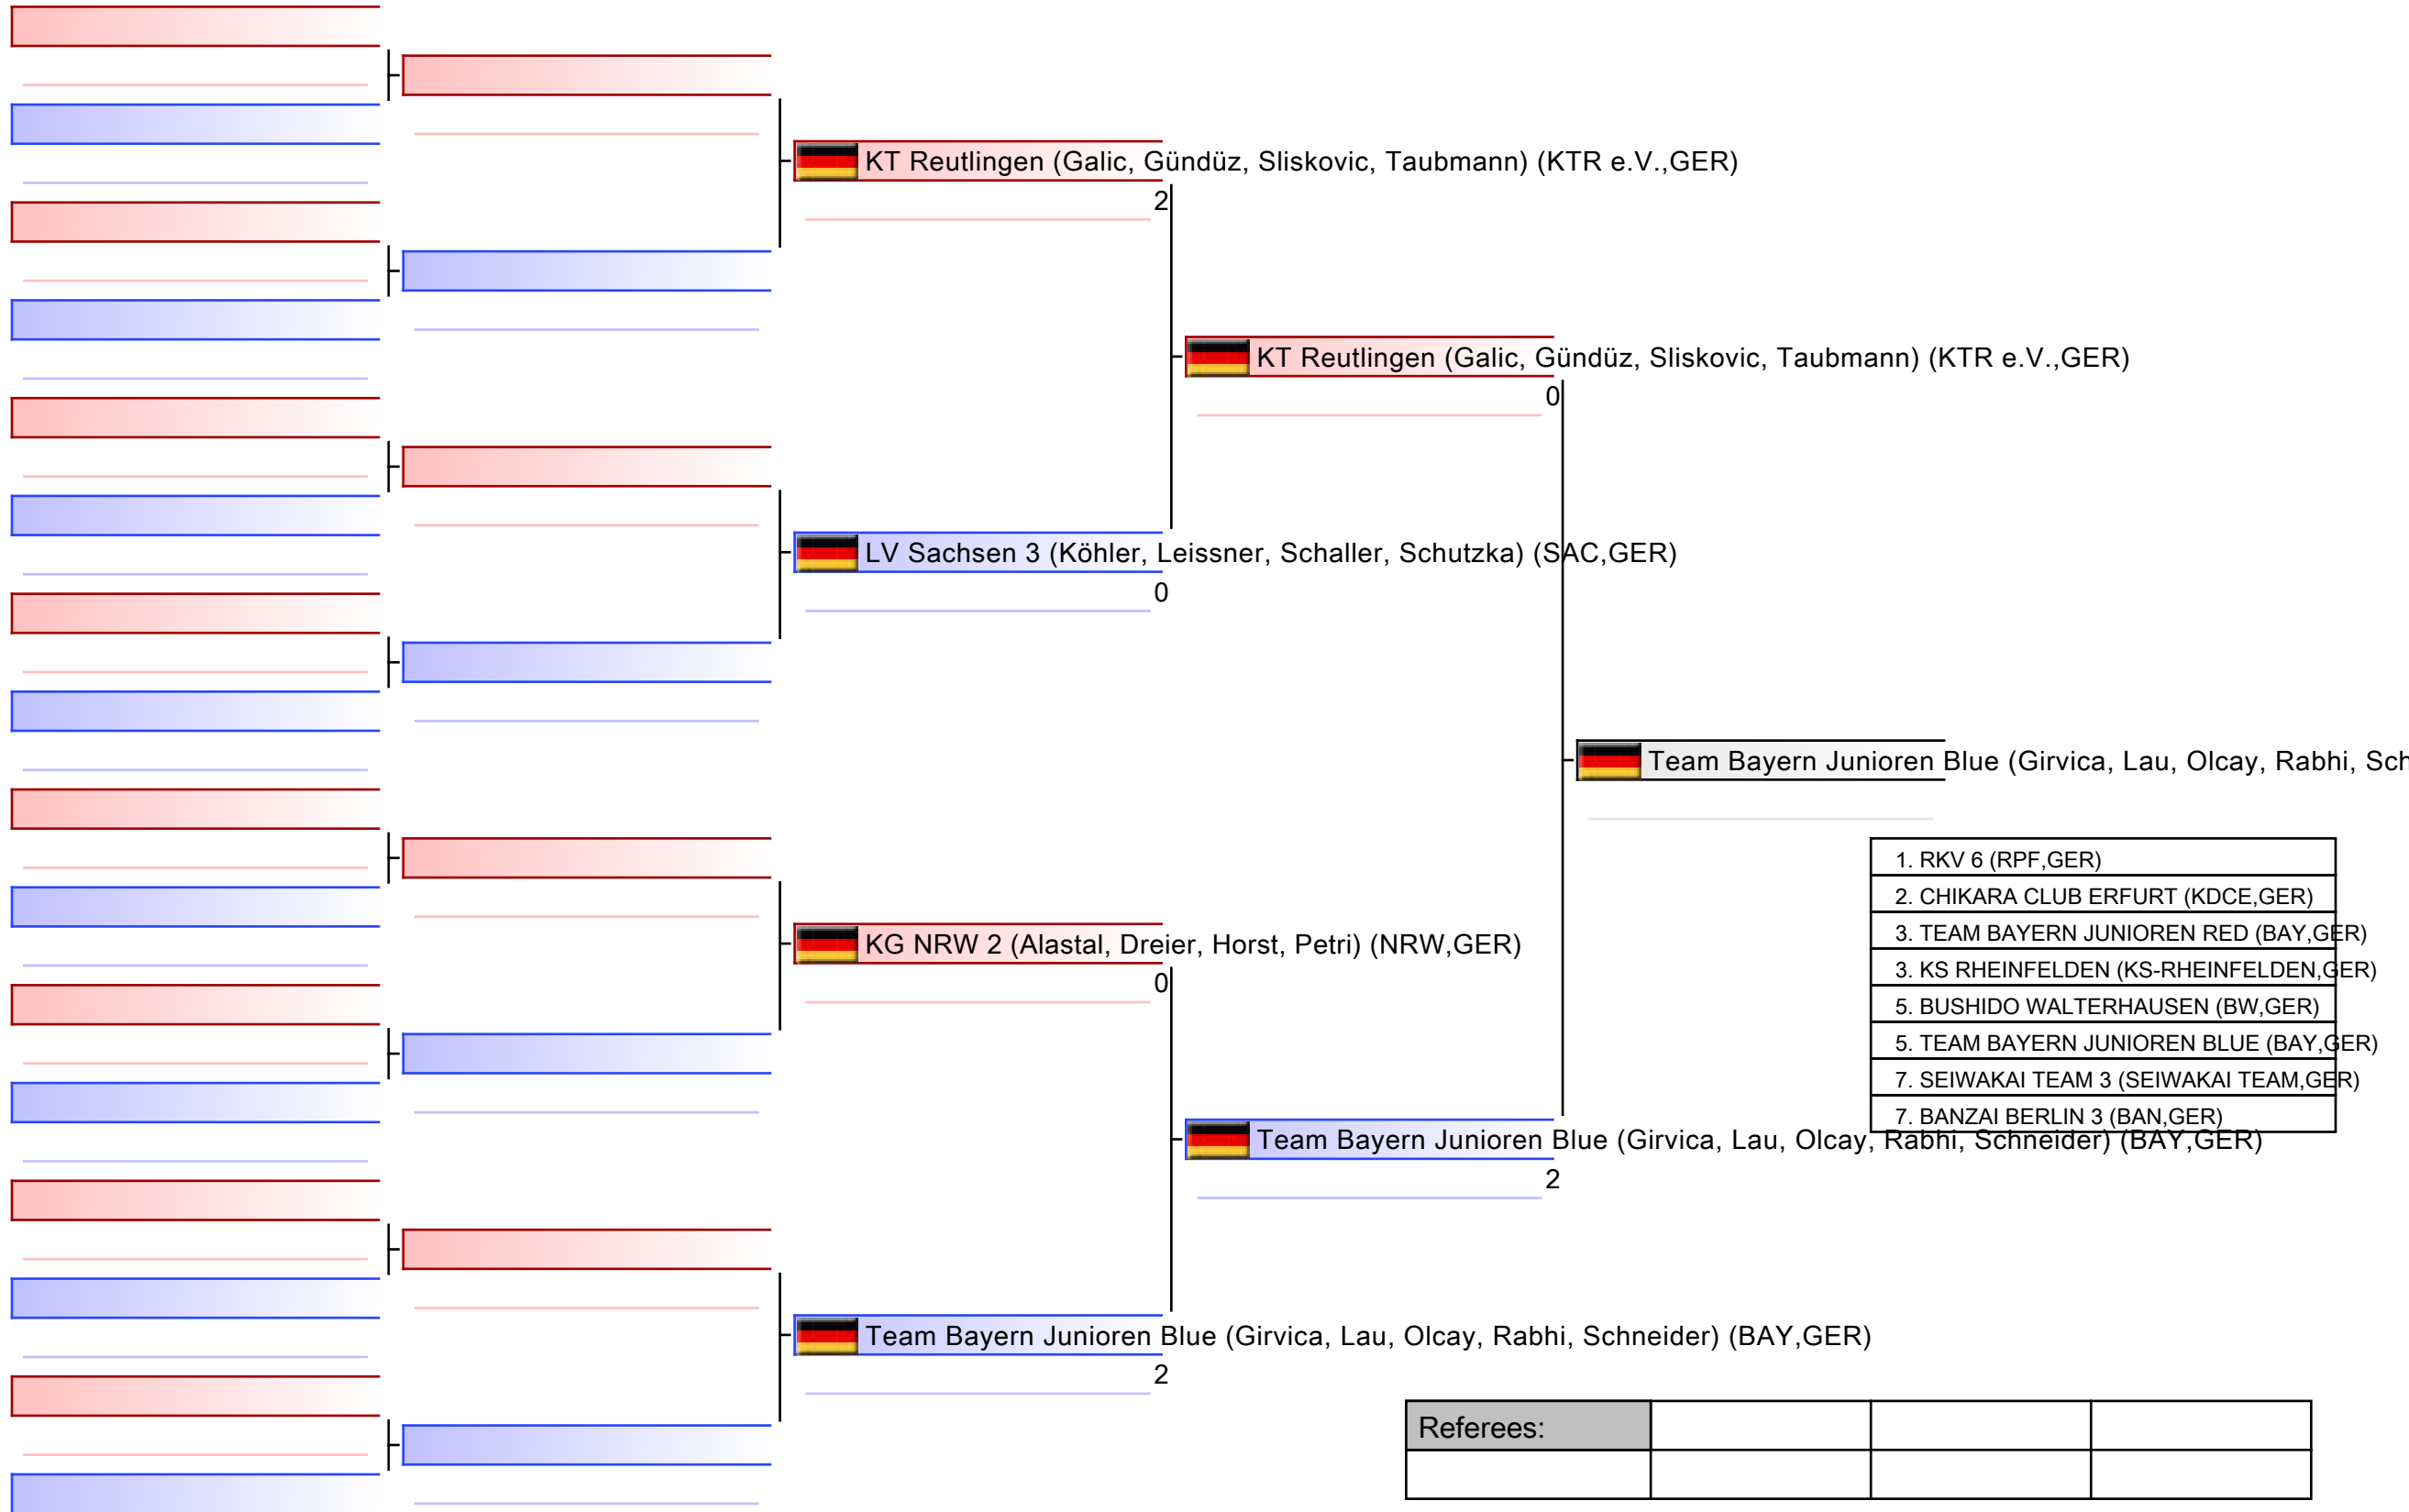 KT Reutlingen (Galic, Gündüz, Sliskovic, Taubmann) (KTR e.V.,GER)
2
KT Reutlingen (Galic, Gündüz, Sliskovic, Taubmann) (KTR e.V.,GER)
0
LV Sachsen 3 (Köhler, Leissner, Schaller, Schutzka) (SAC,GER)
0
Team Bayern Junioren Blue (Girvica, Lau, Olcay, Rabhi, Sch
1. RKV 6 (RPF,GER)
2. CHIKARA CLUB ERFURT (KDCE,GER)
3. TEAM BAYERN JUNIOREN RED (BAY,GER)
3. KS RHEINFELDEN (KS-RHEINFELDEN,GER)
5. BUSHIDO WALTERHAUSEN (BW,GER)
5. TEAM BAYERN JUNIOREN BLUE (BAY,GER)
7. SEIWAKAI TEAM 3 (SEIWAKAI TEAM,GER)
7. BANZAI BERLIN 3 (BAN,GER)
KG NRW 2 (Alastal, Dreier, Horst, Petri) (NRW,GER)
0
Team Bayern Junioren Blue (Girvica, Lau, Olcay, Rabhi, Schneider) (BAY,GER)
2
Team Bayern Junioren Blue (Girvica, Lau, Olcay, Rabhi, Schneider) (BAY,GER)
2
Referees: